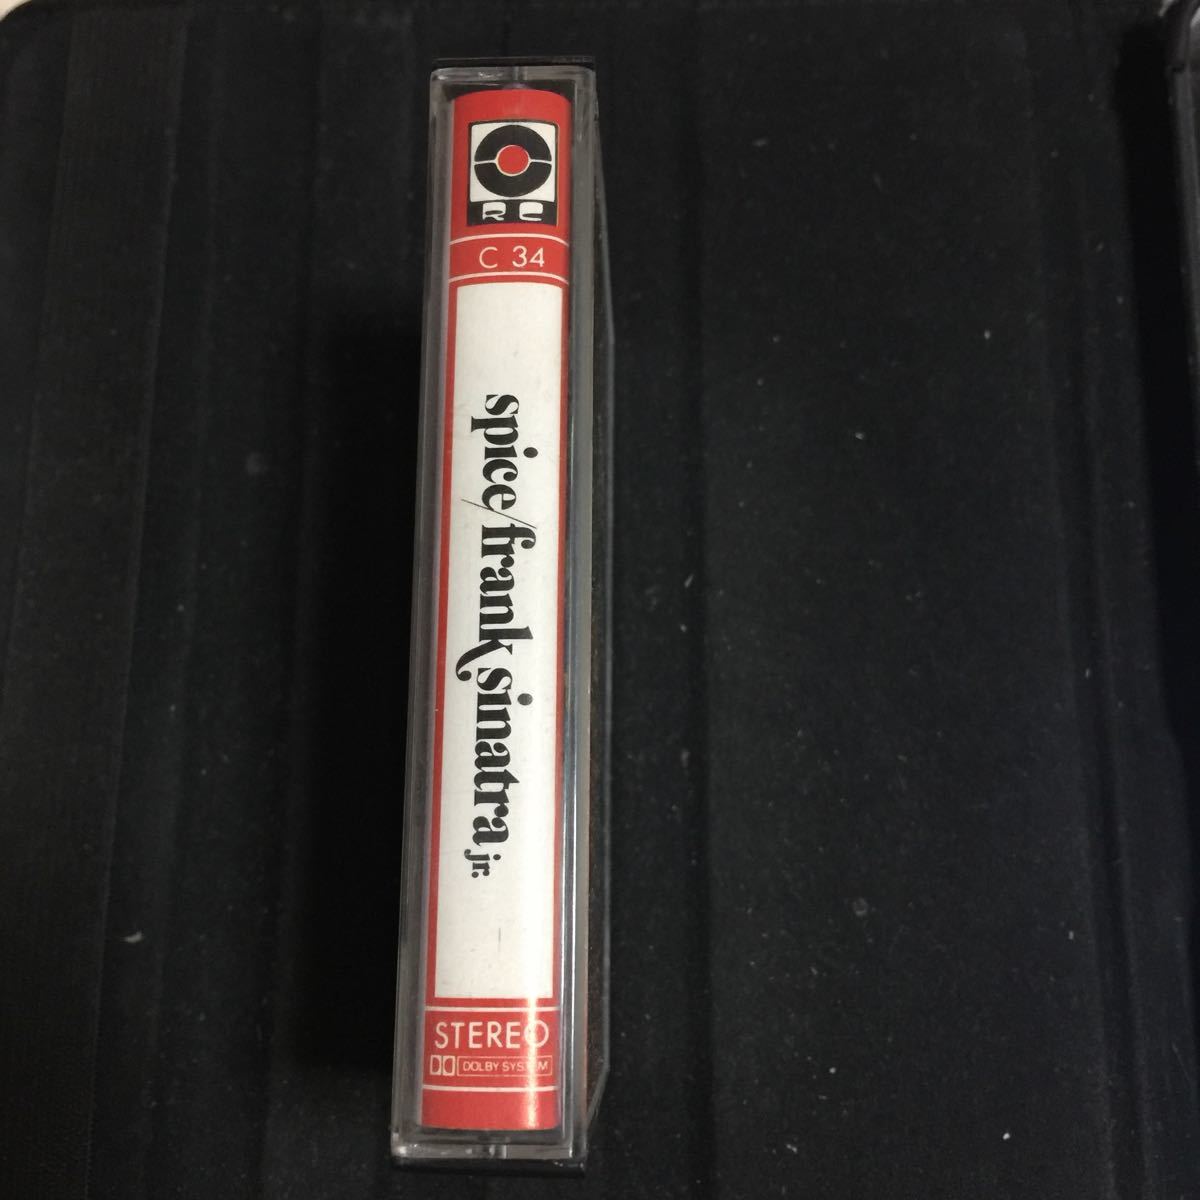 RC
C 34
spice/frank sinatra jr.
STEREO
DOLBY SYSTEM